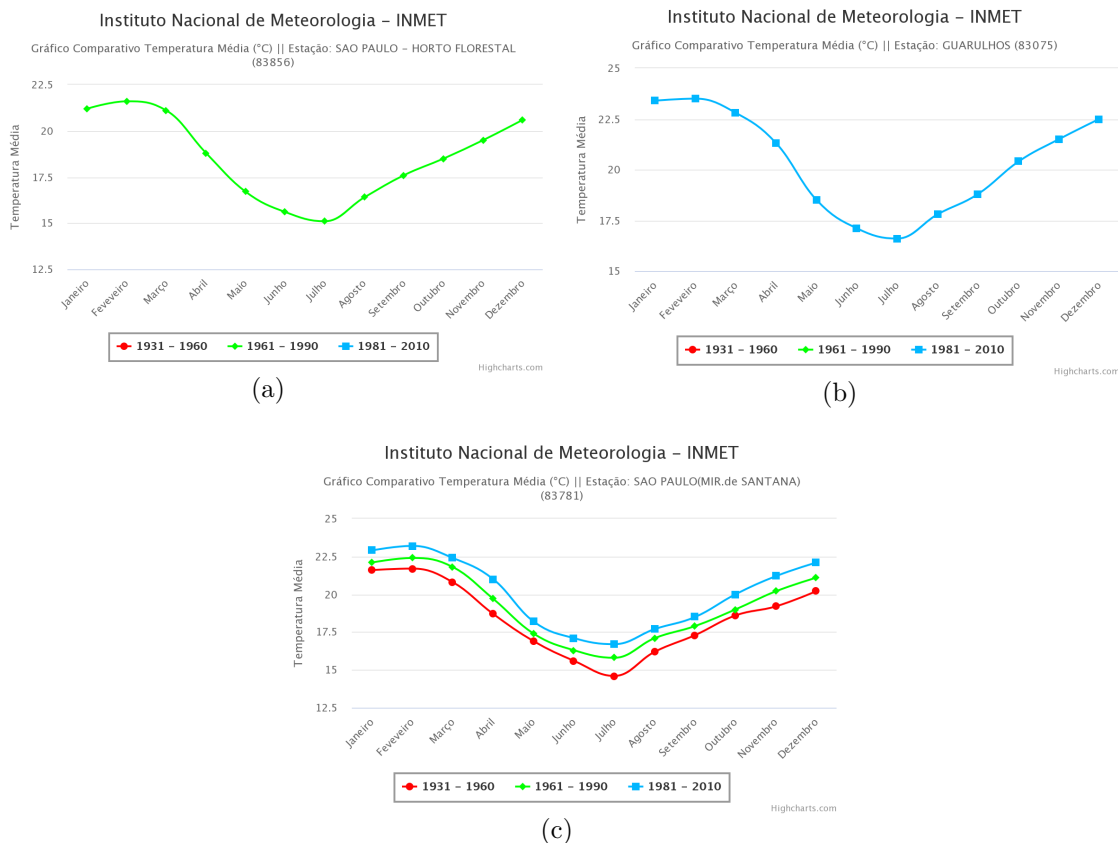 Instituto Nacional de Meteorologia – INMET
Gráfico Comparativo Temperatura Média (°C) || Estação: SAO PAULO – HORTO FLORESTAL
(83856)
Temperatura Média
22.5
20
17.5
15
12.5
Janeiro
Feveveiro
Março
Abril
Maio
Junho
Julho
Agosto
Setembro
Outubro
Novembro
Dezembro
1931 – 1960
1961 – 1990
1981 – 2010
Highcharts.com
(a)
Instituto Nacional de Meteorologia – INMET
Gráfico Comparativo Temperatura Média (°C) || Estação: GUARULHOS (83075)
Temperatura Média
25
22.5
20
17.5
15
Janeiro
Feveveiro
Março
Abril
Maio
Junho
Julho
Agosto
Setembro
Outubro
Novembro
Dezembro
1931 – 1960
1961 – 1990
1981 – 2010
Highcharts.com
(b)
Instituto Nacional de Meteorologia – INMET
Gráfico Comparativo Temperatura Média (°C) || Estação: SAO PAULO(MIR.de SANTANA)
(83781)
Temperatura Média
25
22.5
20
17.5
15
12.5
Janeiro
Feveveiro
Março
Abril
Maio
Junho
Julho
Agosto
Setembro
Outubro
Novembro
Dezembro
1931 – 1960
1961 – 1990
1981 – 2010
Highcharts.com
(c)